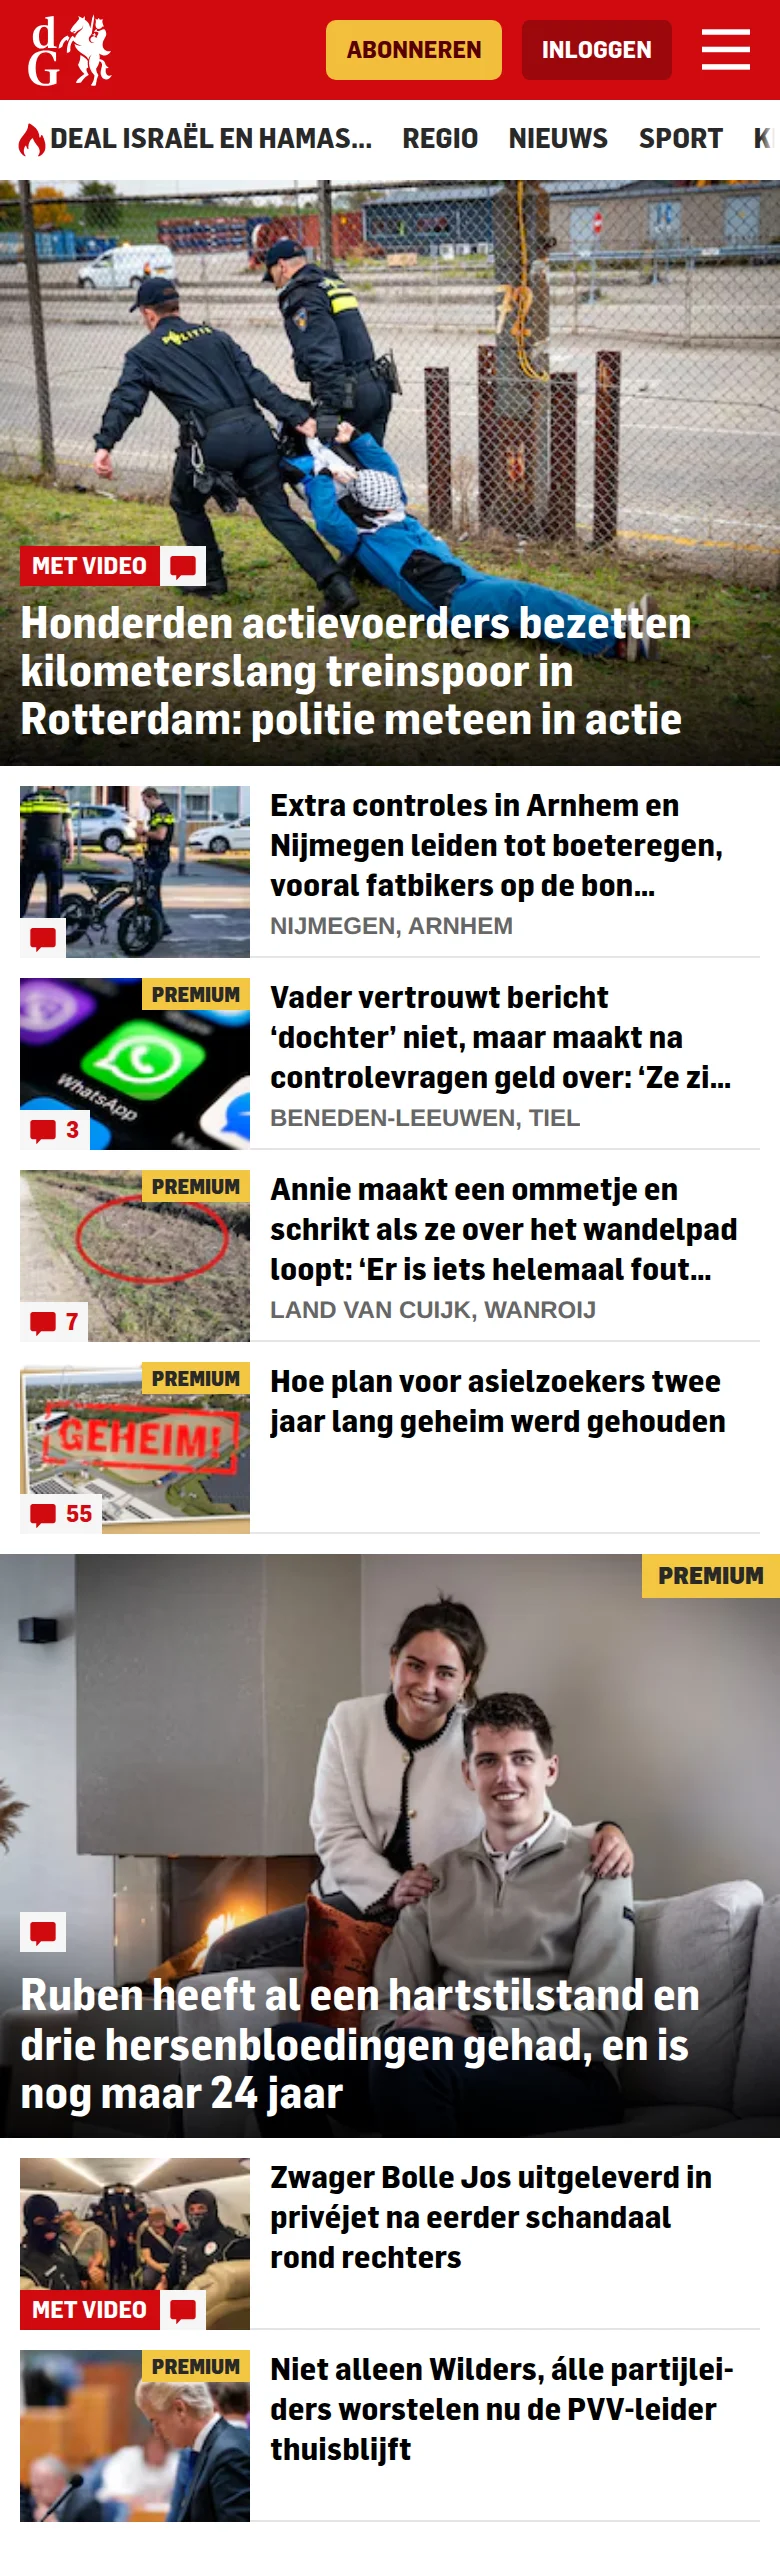 dG
ABONNEREN
INLOGGEN
DEAL ISRAËL EN HAMAS...
REGIO
NIEUWS
SPORT
POLITIE
72
MET VIDEO
Honderden actievoerders bezetten
kilometerslang treinspoor in
Rotterdam: politie meteen in actie
Extra controles in Arnhem en
Nijmegen leiden tot boeteregen,
vooral fatbikers op de bon...
NIJMEGEN, ARNHEM
PREMIUM
WhatsApp
3
Vader vertrouwt bericht
‘dochter’ niet, maar maakt na
controlevragen geld over: ‘Ze zi...
BENEDEN-LEEUWEN, TIEL
PREMIUM
7
Annie maakt een ommetje en
schrikt als ze over het wandelpad
loopt: ‘Er is iets helemaal fout...
LAND VAN CUIJK, WANROIJ
PREMIUM
GEHEIM!
55
Hoe plan voor asielzoekers twee
jaar lang geheim werd gehouden
PREMIUM
Ruben heeft al een hartstilstand en
drie hersenbloedingen gehad, en is
nog maar 24 jaar
MET VIDEO
Zwager Bolle Jos uitgeleverd in
privéjet na eerder schandaal
rond rechters
PREMIUM
Niet alleen Wilders, álle partijlei-
ders worstelen nu de PVV-leider
thuisblijft